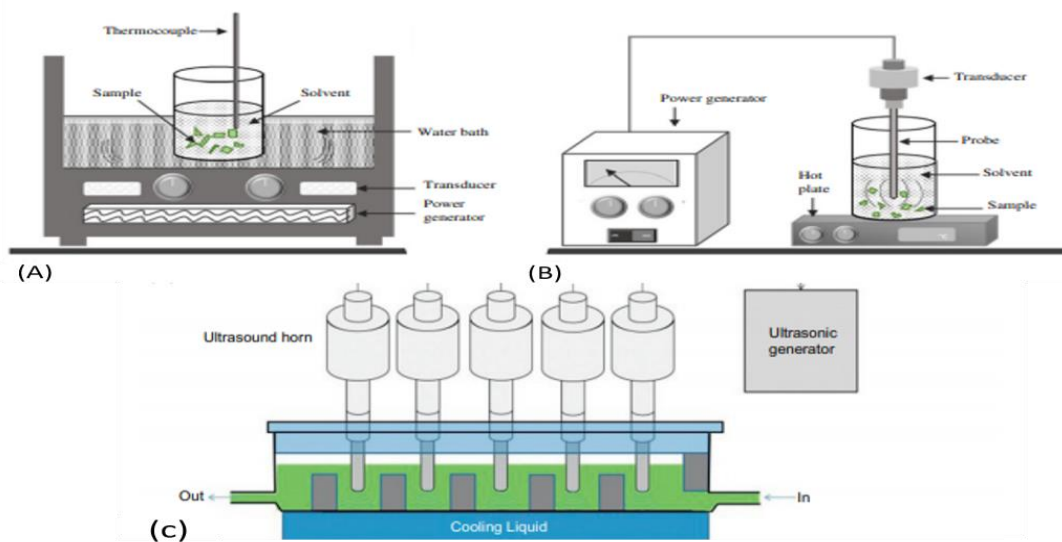 Thermocouple
Sample
Solvent
Water bath
Transducer
Power
generator
(A)
Power generator
Transducer
Probe
Solvent
Hot
plate
Sample
°C
(B)
Ultrasound horn
Ultrasonic
generator
Out
In
Cooling Liquid
(c)